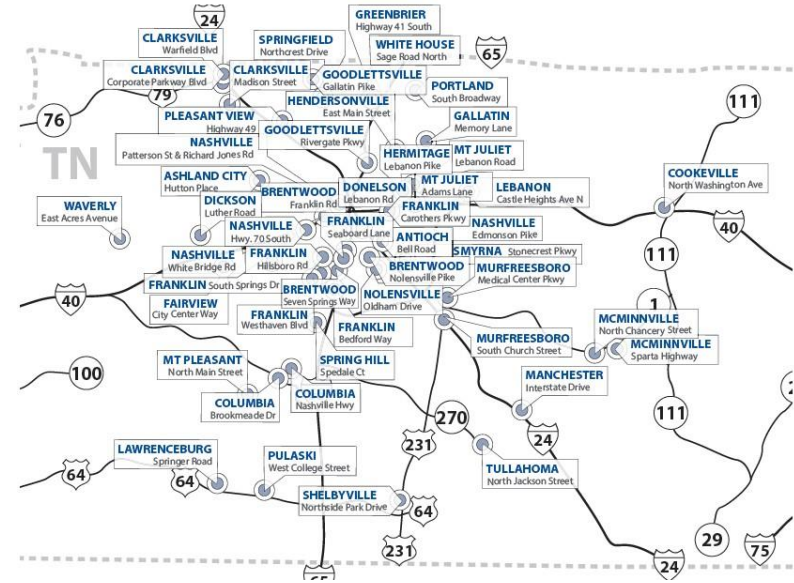 24
GREENBRIER
Highway 41 South
CLARKSVILLE
Warfield Blvd
SPRINGFIELD
Northcrest Drive
WHITE HOUSE
Sage Road North
65
CLARKSVILLE
Corporate Parkway Blvd
CLARKSVILLE
Madison Street
GOODLETTSVILLE
Gallatin Pike
PORTLAND
South Broadway
79
76
111
HENDERSONVILLE
East Main Street
PLEASANT VIEW
Highway 49
GALLATIN
Memory Lane
GOODLETTSVILLE
Rivergate Pkwy
NASHVILLE
Patterson St & Richard Jones Rd
TN
HERMITAGE
Lebanon Pike
MT JULIET
Lebanon Road
ASHLAND CITY
Hutton Place
BRENTWOOD
Franklin Rd
DONELSON
Lebanon Rd
MT JULIET
Adams Lane
LEBANON
Castle Heights Ave N
COOKEVILLE
North Washington Ave
WAVERLY
East Acres Avenue
DICKSON
Luther Road
FRANKLIN
Carothers Pkwy
NASHVILLE
Hwy. 70 South
FRANKLIN
Seaboard Lane
NASHVILLE
Edmonson Pike
40
ANTIOCH
Bell Road
SMYRNA Stonecrest Pkwy
111
NASHVILLE
White Bridge Rd
FRANKLIN
Hillsboro Rd
BRENTWOOD
Nolensville Pike
MURFREESBORO
Medical Center Pkwy
FRANKLIN South Springs Dr
BRENTWOOD
Seven Springs Way
NOLENSVILLE
Oldham Drive
40
FAIRVIEW
City Center Way
1
FRANKLIN
Westhaven Blvd
FRANKLIN
Bedford Way
MCMINNVILLE
North Chancery Street
MURFREESBORO
South Church Street
MCMINNVILLE
Sparta Highway
MT PLEASANT
North Main Street
SPRING HILL
Spedale Ct
100
MANCHESTER
Interstate Drive
COLUMBIA
Brookmeade Dr
COLUMBIA
Nashville Hwy
270
111
231
24
LAWRENCEBURG
Springer Road
PULASKI
West College Street
TULLAHOMA
North Jackson Street
64
64
SHELBYVILLE
Northside Park Drive
64
29
231
75
24
65